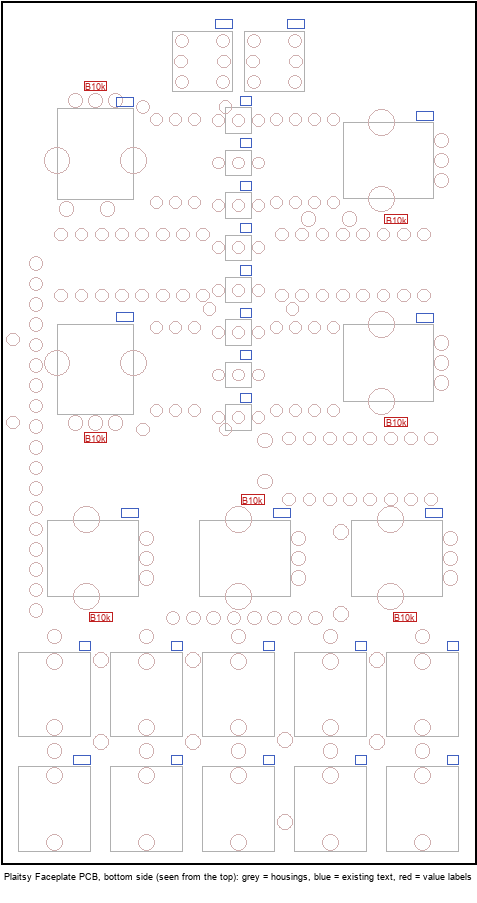 B10k
B10k
B10k
B10k
B10k
B10k
B10k
Plaitsy Faceplate PCB, bottom side (seen from the top): grey = housings, blue = existing text, red = value labels